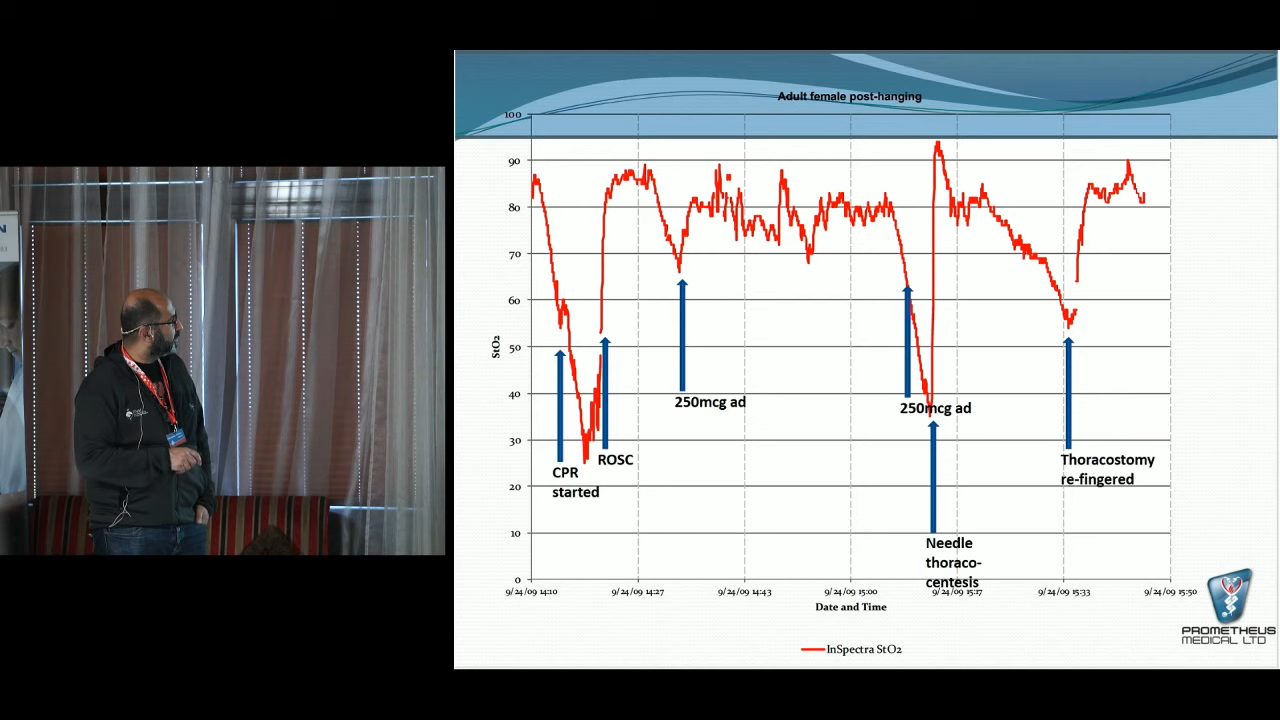 Adult female post-hanging
100
90
80
70
60
50
40
30
20
10
0
StO2
250mcg ad
250mcg ad
CPR
started
ROSC
Thoracostomy
re-fingered
Needle
thoraco-
centesis
9/24/09 14:10 9/24/09 14:27 9/24/09 14:43 9/24/09 15:00 9/24/09 15:37 9/24/09 15:33 9/24/09 15:50
Date and Time
InSpectra StO2
PROMETHEUS
MEDICAL LTD
N